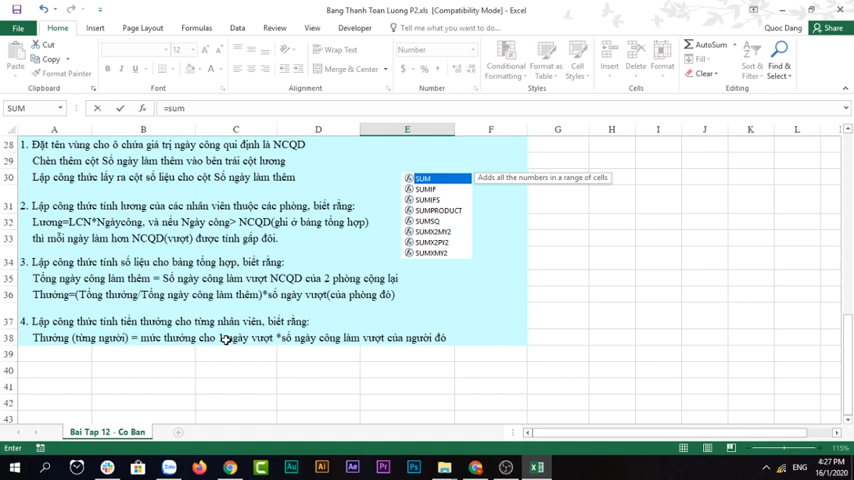 Bang Thanh Toan Luong P2.xls [Compatibility Mode] - Excel
File Home Insert Page Layout Formulas Data Review View Developer Tell me what you want to do Quoc Dang Share
Cut
Copy
Format Painter
Paste
Clipboard
12
B I U
Font
Wrap Text
Merge & Center
Alignment
General
$ % ,
Number
Conditional Formatting
Format as Table
Cell Styles
Styles
Insert Delete Format
Cells
AutoSum
Fill
Clear
Sort & Filter
Find & Select
Editing
SUM fx =sum
A B C D E F G H I J K L
28 1. Đặt tên vùng cho ô chứa giá trị ngày công qui định là NCQD
29 Chèn thêm cột Số ngày làm thêm vào bên trái cột lương
30 Lập công thức lấy ra cột số liệu cho cột Số ngày làm thêm
31 2. Lập công thức tính lương của các nhân viên thuộc các phòng, biết rằng:
32 Lương=LCN*Ngàycông, và nếu Ngày công> NCQD(ghi ở bảng tổng hợp)
33 thì mỗi ngày làm hơn NCQD(vượt) được tính gấp đôi.
34 3. Lập công thức tính số liệu cho bảng tổng hợp, biết rằng:
35 Tổng ngày công làm thêm = Số ngày công làm vượt NCQD của 2 phòng cộng lại
36 Thưởng=(Tổng thưởng/Tổng ngày công làm thêm)*số ngày vượt(của phòng đó)
37 4. Lập công thức tính tiền thưởng cho từng nhân viên, biết rằng:
38 Thưởng (từng người) = mức thưởng cho 1 ngày vượt *số ngày công làm vượt của người đó
39
40
41
42
43
SUM Adds all the numbers in a range of cells
SUMIF
SUMIFS
SUMPRODUCT
SUMSQ
SUMX2MY2
SUMX2PY2
SUMXMY2
Bai Tap 12 - Co Ban
Enter 115%
ENG
4:27 PM
16/1/2020